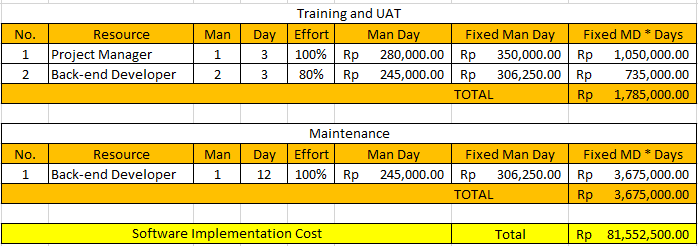 Training and UAT
No. Resource Man Day Effort Man Day Fixed Man Day Fixed MD * Days
1 Project Manager 1 3 100% Rp 280,000.00 Rp 350,000.00 Rp 1,050,000.00
2 Back-end Developer 2 3 80% Rp 245,000.00 Rp 306,250.00 Rp 735,000.00
TOTAL Rp 1,785,000.00
Maintenance
No. Resource Man Day Effort Man Day Fixed Man Day Fixed MD * Days
1 Back-end Developer 1 12 100% Rp 245,000.00 Rp 306,250.00 Rp 3,675,000.00
TOTAL Rp 3,675,000.00
Software Implementation Cost Total Rp 81,552,500.00